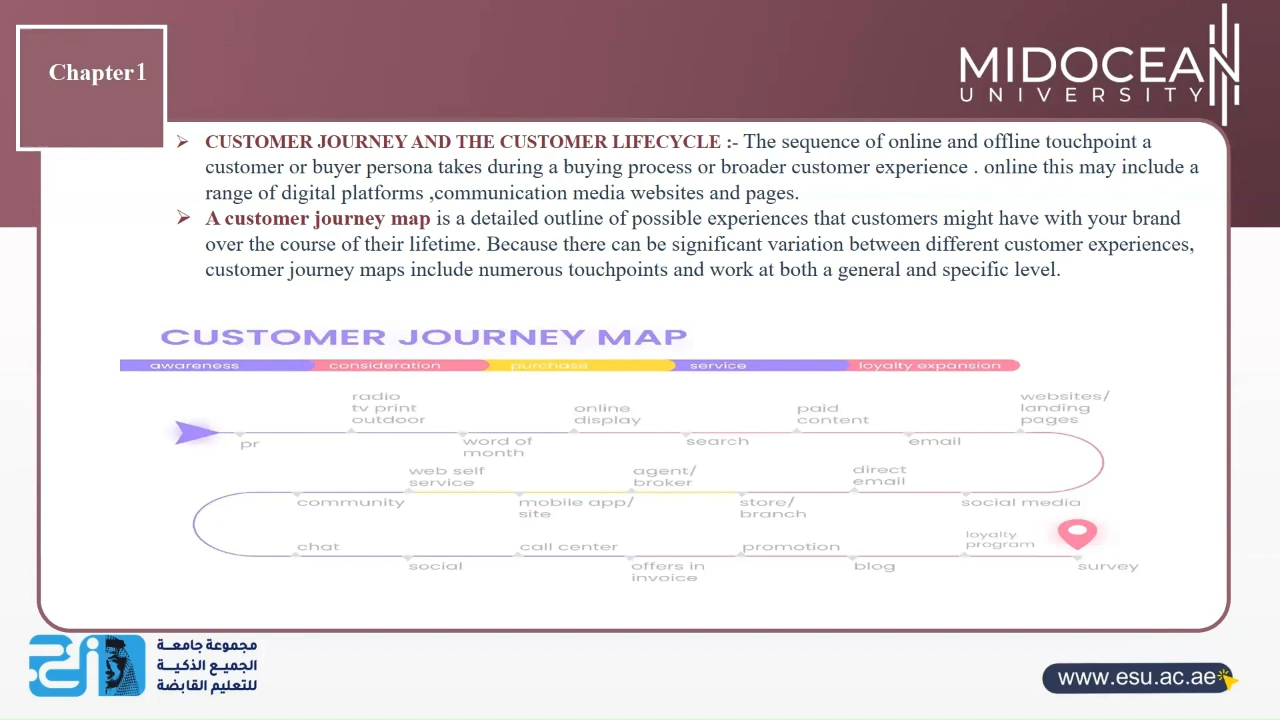 Chapter1
MIDOCEAN
UNIVERSITY
➢ CUSTOMER JOURNEY AND THE CUSTOMER LIFECYCLE :- The sequence of online and offline touchpoint a
customer or buyer persona takes during a buying process or broader customer experience . online this may include a
range of digital platforms ,communication media websites and pages.
➢ A customer journey map is a detailed outline of possible experiences that customers might have with your brand
over the course of their lifetime. Because there can be significant variation between different customer experiences,
customer journey maps include numerous touchpoints and work at both a general and specific level.
CUSTOMER JOURNEY MAP
awareness consideration purchase service loyalty expansion
pr
radio
tv print
outdoor
word of
month
online
display
search
paid
content
email
websites/
landing
pages
social media
direct
email
store/
branch
agent/
broker
mobile app/
site
web self
service
community
chat
social
call center
offers in
invoice
promotion
blog
loyalty
program
survey
مجموعة جامعة
الجميع الذكية
للتعليم القابضة
www.esu.ac.ae